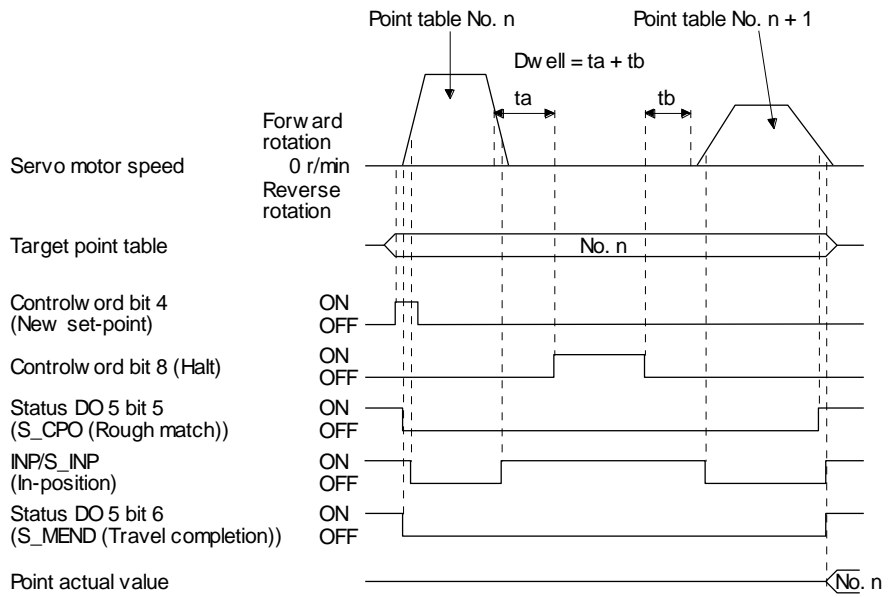 Point table No. n
Point table No. n + 1
Dwell = ta + tb
ta
tb
Forward
rotation
Servo motor speed
0 r/min
Reverse
rotation
Target point table
No. n
Controlword bit 4
(New set-point)
ON
OFF
Controlword bit 8 (Halt)
ON
OFF
Status DO 5 bit 5
(S_CPO (Rough match))
ON
OFF
INP/S_INP
(In-position)
ON
OFF
Status DO 5 bit 6
(S_MEND (Travel completion))
ON
OFF
Point actual value
No. n